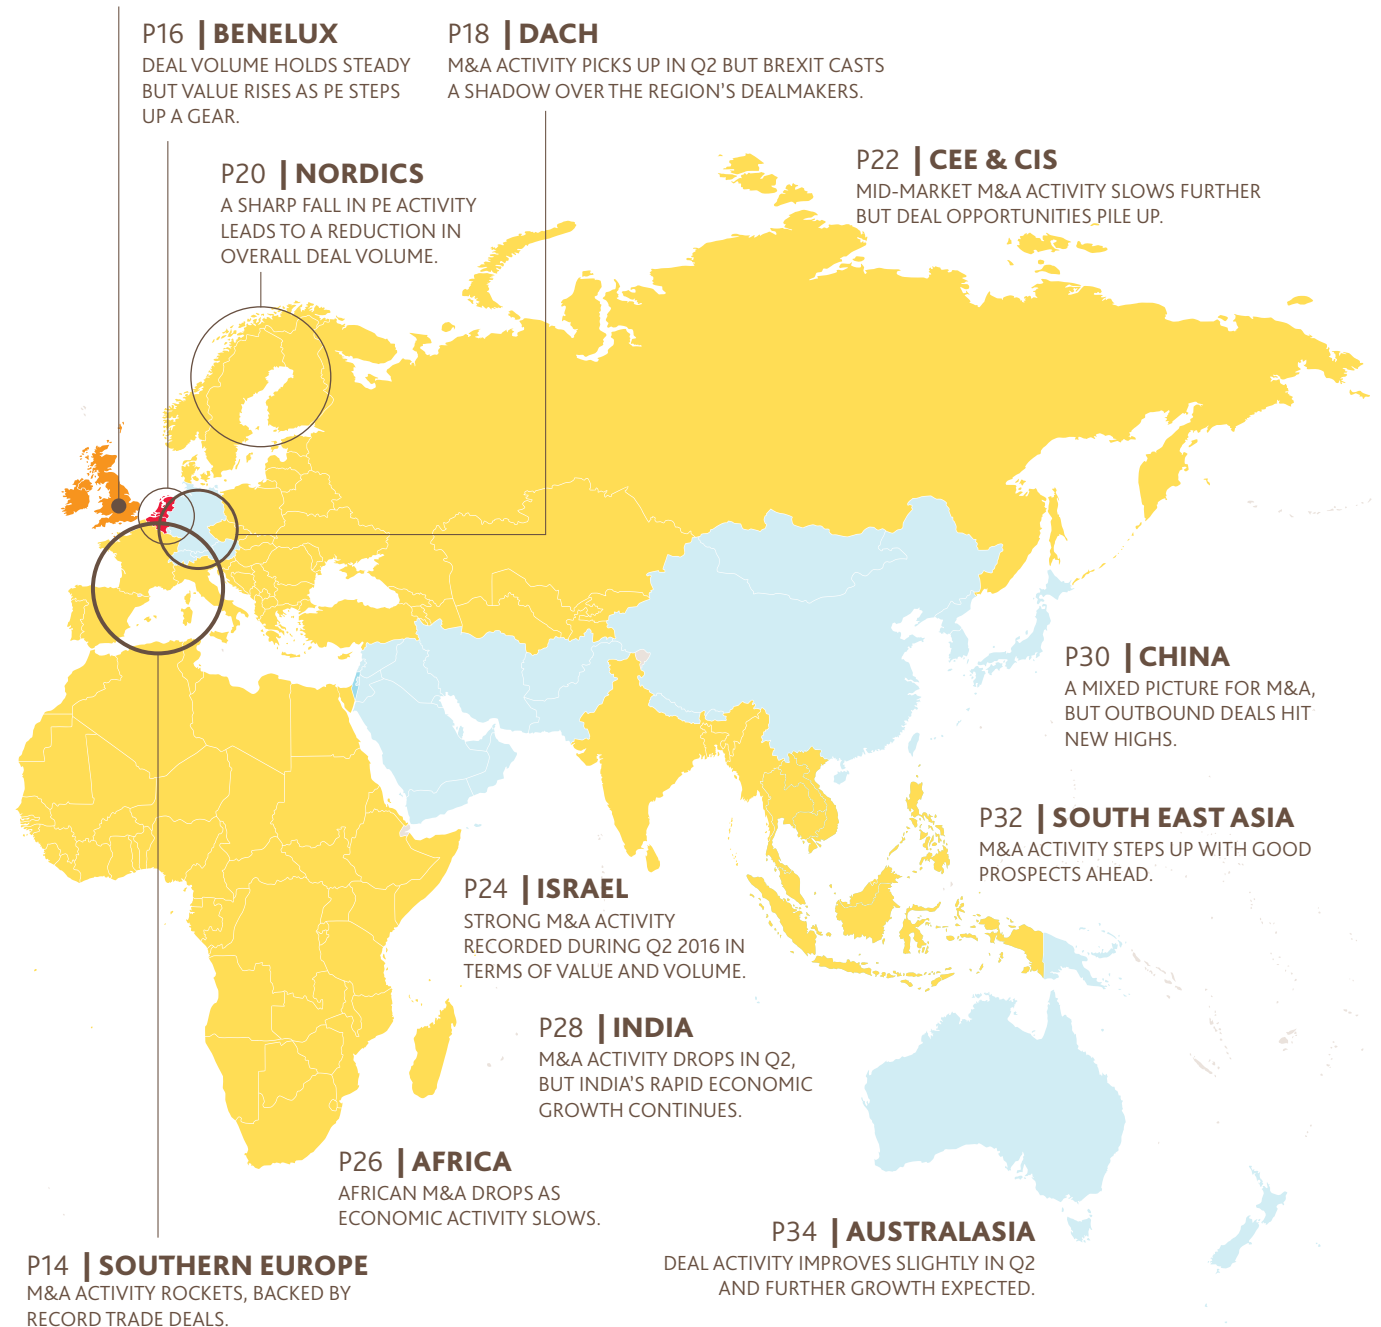 P16 | BENELUX
DEAL VOLUME HOLDS STEADY
BUT VALUE RISES AS PE STEPS
UP A GEAR.
P18 | DACH
M&A ACTIVITY PICKS UP IN Q2 BUT BREXIT CASTS
A SHADOW OVER THE REGION'S DEALMAKERS.
P20 | NORDICS
A SHARP FALL IN PE ACTIVITY
LEADS TO A REDUCTION IN
OVERALL DEAL VOLUME.
P22 | CEE & CIS
MID-MARKET M&A ACTIVITY SLOWS FURTHER
BUT DEAL OPPORTUNITIES PILE UP.
P30 | CHINA
A MIXED PICTURE FOR M&A,
BUT OUTBOUND DEALS HIT
NEW HIGHS.
P32 | SOUTH EAST ASIA
M&A ACTIVITY STEPS UP WITH GOOD
PROSPECTS AHEAD.
P24 | ISRAEL
STRONG M&A ACTIVITY
RECORDED DURING Q2 2016 IN
TERMS OF VALUE AND VOLUME.
P28 | INDIA
M&A ACTIVITY DROPS IN Q2,
BUT INDIA'S RAPID ECONOMIC
GROWTH CONTINUES.
P26 | AFRICA
AFRICAN M&A DROPS AS
ECONOMIC ACTIVITY SLOWS.
P34 | AUSTRALASIA
DEAL ACTIVITY IMPROVES SLIGHTLY IN Q2
AND FURTHER GROWTH EXPECTED.
P14 | SOUTHERN EUROPE
M&A ACTIVITY ROCKETS, BACKED BY
RECORD TRADE DEALS.